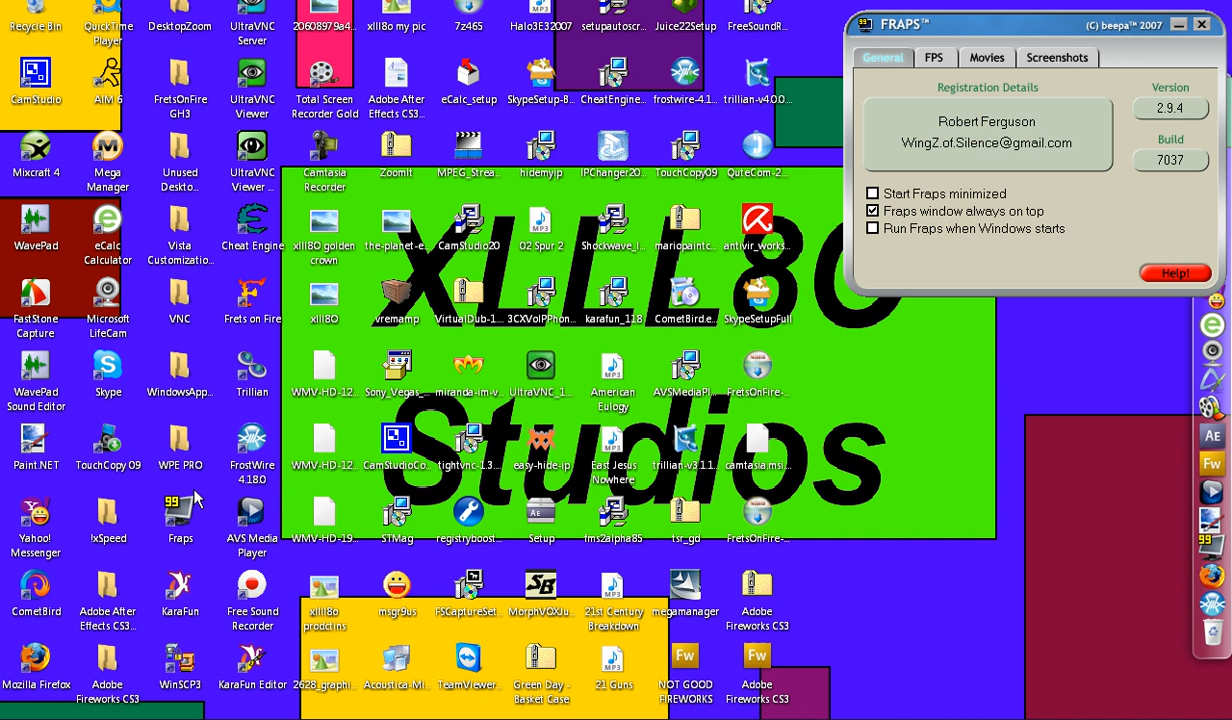 Recycle Bin
QuickTime
Player
DesktopZoom
UltraVNC
Server
20608979a4...
xlll8o my pic
7z465
Halo3E32007
setupautoscr...
Juice22Setup
FreeSoundR...
CamStudio
AIM 6
FretsOnFire
GH3
UltraVNC
Viewer
Total Screen
Recorder Gold
Adobe After
Effects CS3...
eCalc_setup
SkypeSetup-B...
CheatEngine...
frostwire-4.1...
trillian-v4.0.0...
Mixcraft 4
Mega
Manager
Unused
Deskto...
UltraVNC
Viewer ...
Camtasia
Recorder
ZoomIt
MPEG_Strea...
hidemyip
IPChanger20...
TouchCopy09
QuteCom-2...
WavePad
eCalc
Calculator
Vista
Customizatio...
Cheat Engine
xlll8O golden
crown
the-planet-e...
CamStudio20
02 Spur 2
Shockwave_I...
mariopaintc...
antivir_works...
FastStone
Capture
Microsoft
LifeCam
VNC
Frets on Fire
xlll8O
vremamp
VirtualDub-1...
3CXVoIPPhon...
karafun_118
CometBird.e...
SkypeSetupFull
WavePad
Sound Editor
Skype
WindowsApp...
Trillian
WMV-HD-12...
Sony_Vegas_...
miranda-im-v...
UltraVNC_1...
American
Eulogy
AVSMediaPl...
FretsOnFire-...
Paint.NET
TouchCopy 09
WPE PRO
FrostWire
4.18.0
WMV-HD-12...
CamStudioCo...
tightvnc-1.3...
easy-hide-ip
East Jesus
Nowhere
trillian-v3.1.1...
camtasia.msi...
Yahoo!
Messenger
!xSpeed
Fraps
AVS Media
Player
WMV-HD-19...
STMag
registryboost...
Setup
fms2alpha85
tsr_gd
FretsOnFire-...
CometBird
Adobe After
Effects CS3...
KaraFun
Free Sound
Recorder
xlll8o
prodctins
msgr9us
FSCaptureSet...
MorphVOXJu...
21st Century
Breakdown
megamanager
Adobe
Fireworks CS3
Mozilla Firefox
Adobe
Fireworks CS3
WinSCP3
KaraFun Editor
2628_graphi...
Acoustica-Mi...
TeamViewer...
Green Day -
Basket Case
21 Guns
NOT GOOD
FIREWORKS
Adobe
Fireworks CS3
XLLL8O
Studios
FRAPS™
(C) beepa™ 2007
General
FPS
Movies
Screenshots
Registration Details
Version
Robert Ferguson
2.9.4
WingZ.of.Silence@gmail.com
Build
7037
Start Fraps minimized
Fraps window always on top
Run Fraps when Windows starts
Help!